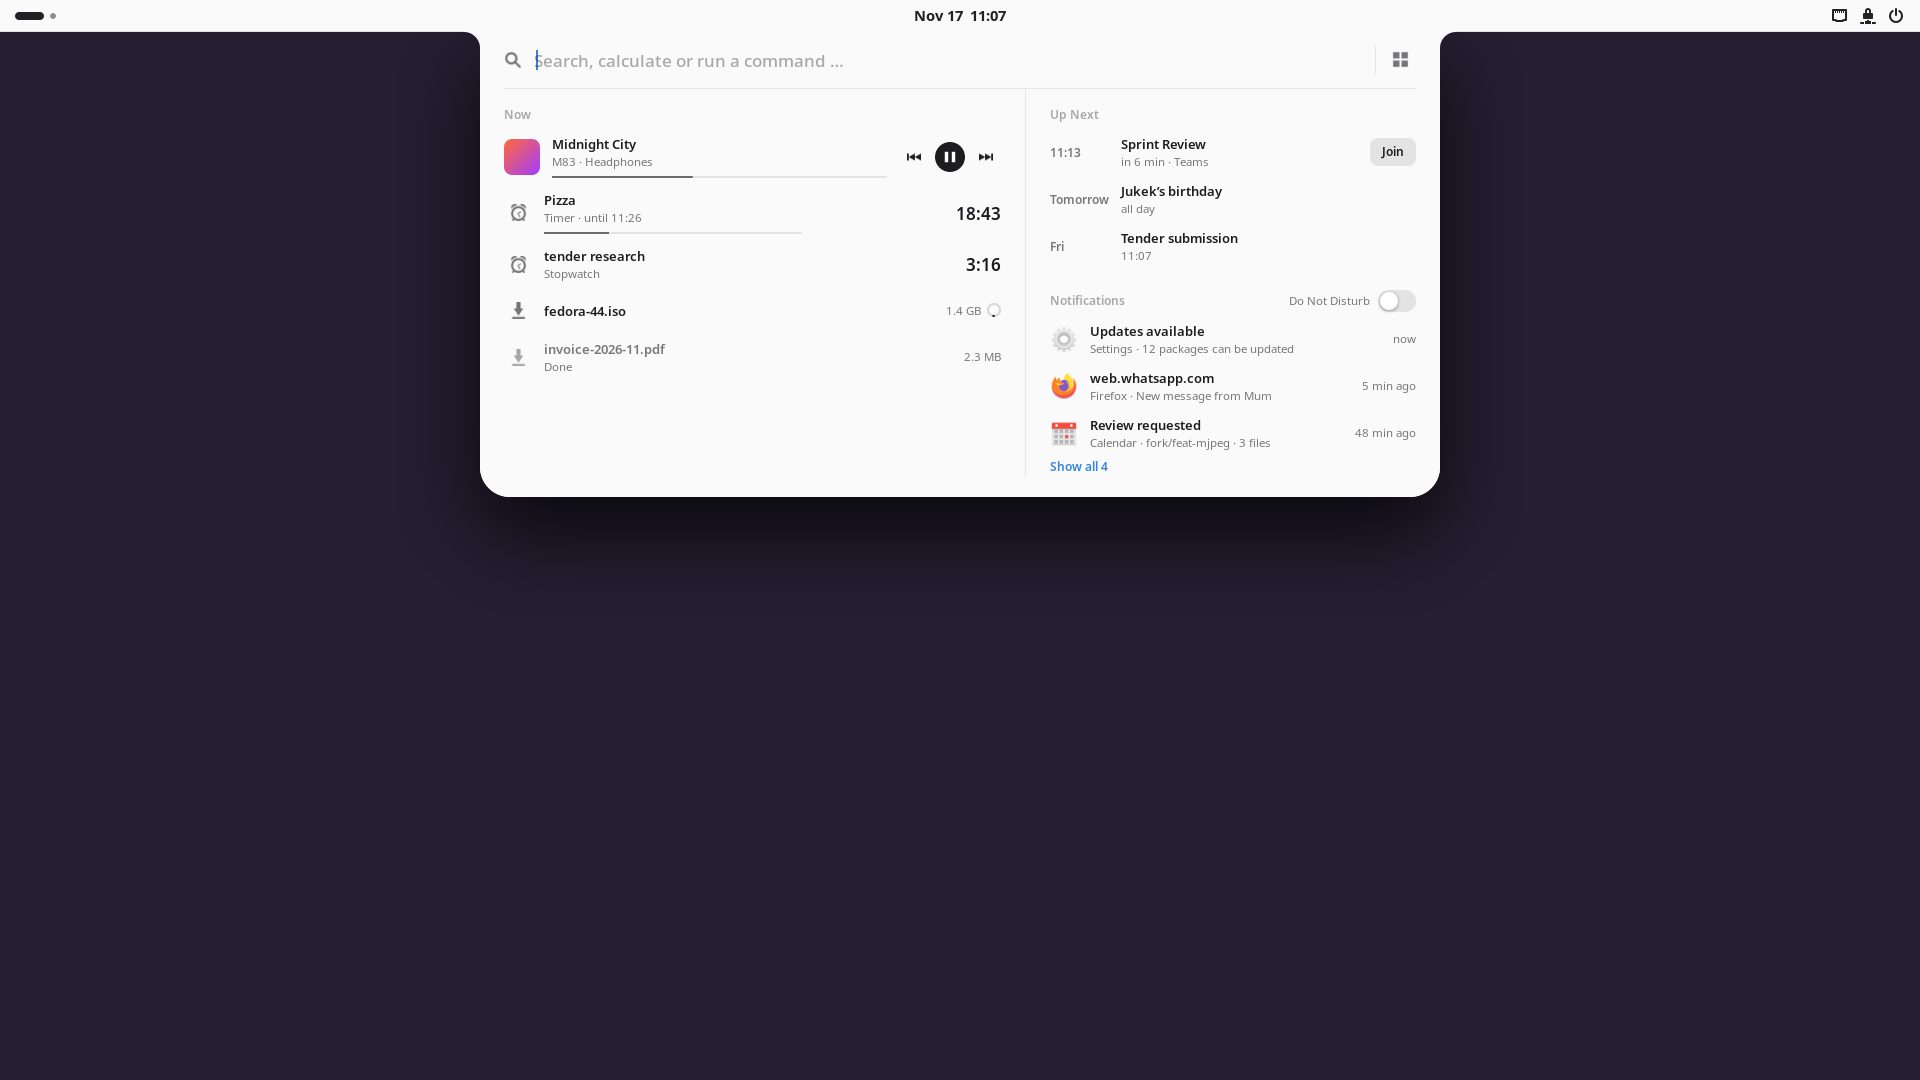 Nov 17 11:07
Search, calculate or run a command ...
Now
Midnight City
M83 · Headphones
Pizza
Timer · until 11:26
18:43
tender research
Stopwatch
3:16
fedora-44.iso
1.4 GB
invoice-2026-11.pdf
Done
2.3 MB
Up Next
11:13
Sprint Review
in 6 min · Teams
Join
Tomorrow
Jukek’s birthday
all day
Fri
Tender submission
11:07
Notifications
Do Not Disturb
Updates available
Settings · 12 packages can be updated
now
web.whatsapp.com
Firefox · New message from Mum
5 min ago
Review requested
Calendar · fork/feat-mjpeg · 3 files
48 min ago
Show all 4